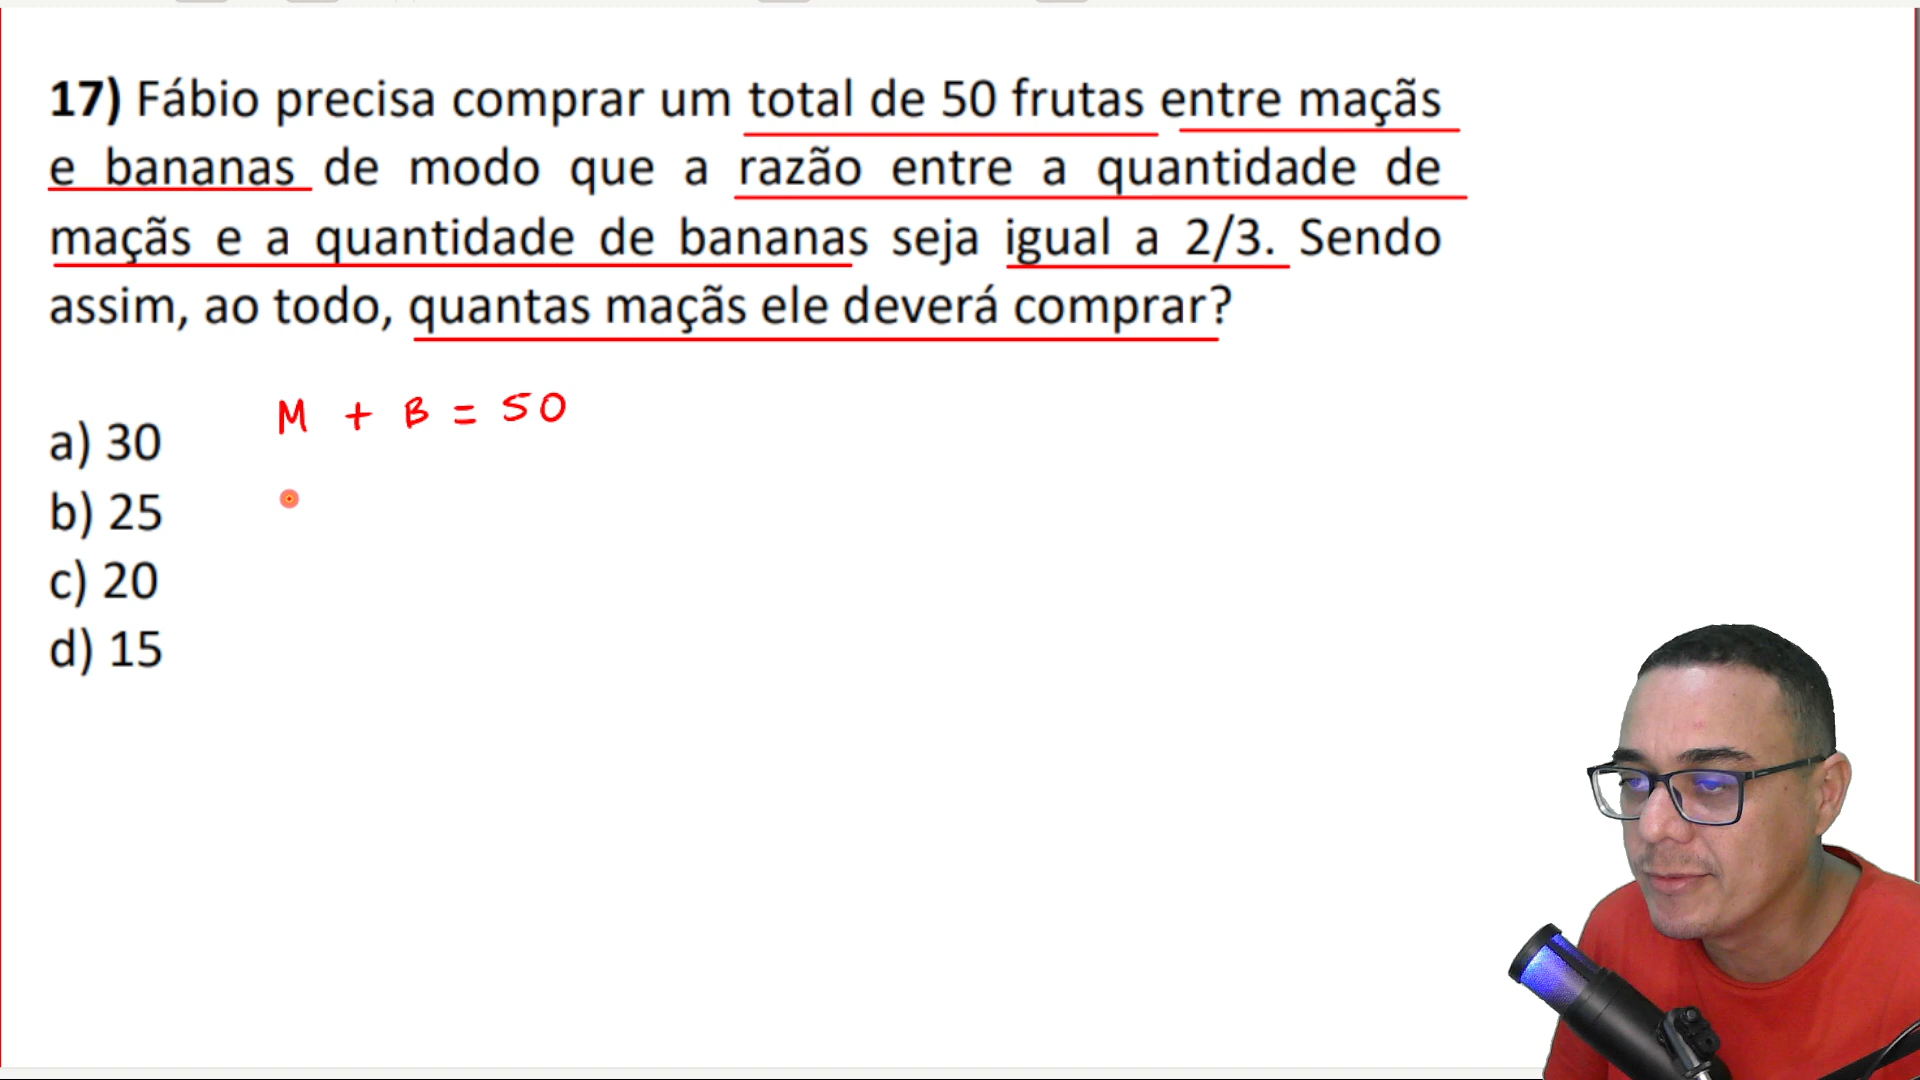 17) Fábio precisa comprar um total de 50 frutas entre maçãs
e bananas de modo que a razão entre a quantidade de
maçãs e a quantidade de bananas seja igual a 2/3. Sendo
assim, ao todo, quantas maçãs ele deverá comprar?
M + B = 50
a) 30
b) 25
c) 20
d) 15